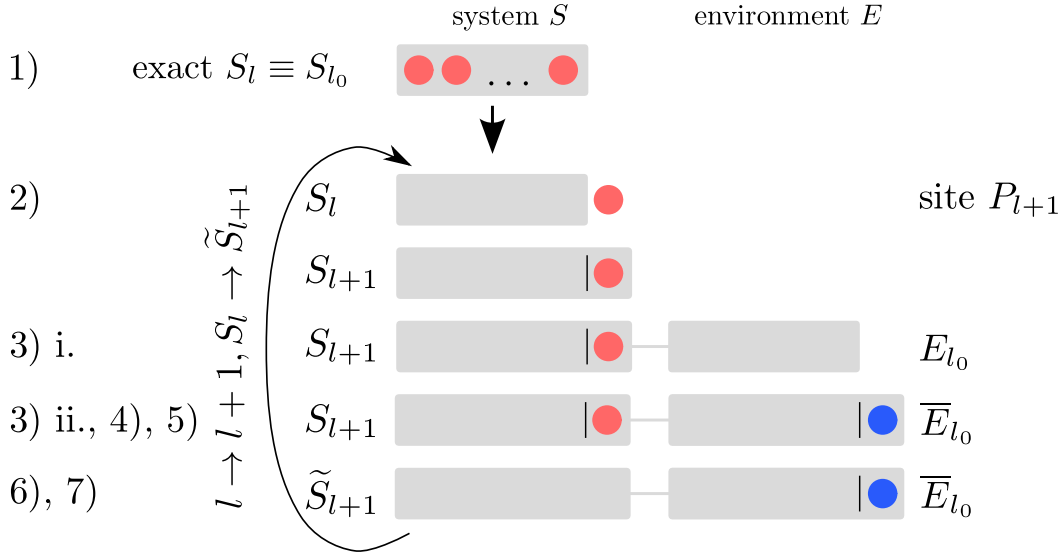 system S environment E
1) exact S_l ≡ S_{l_0} ...
2) S_l site P_{l+1}
S_{l+1}
3) i. S_{l+1} E_{l_0}
3) ii., 4), 5) S_{l+1} \overline{E}_{l_0}
6), 7) \widetilde{S}_{l+1} \overline{E}_{l_0}
l → l + 1, S_l → \widetilde{S}_{l+1}